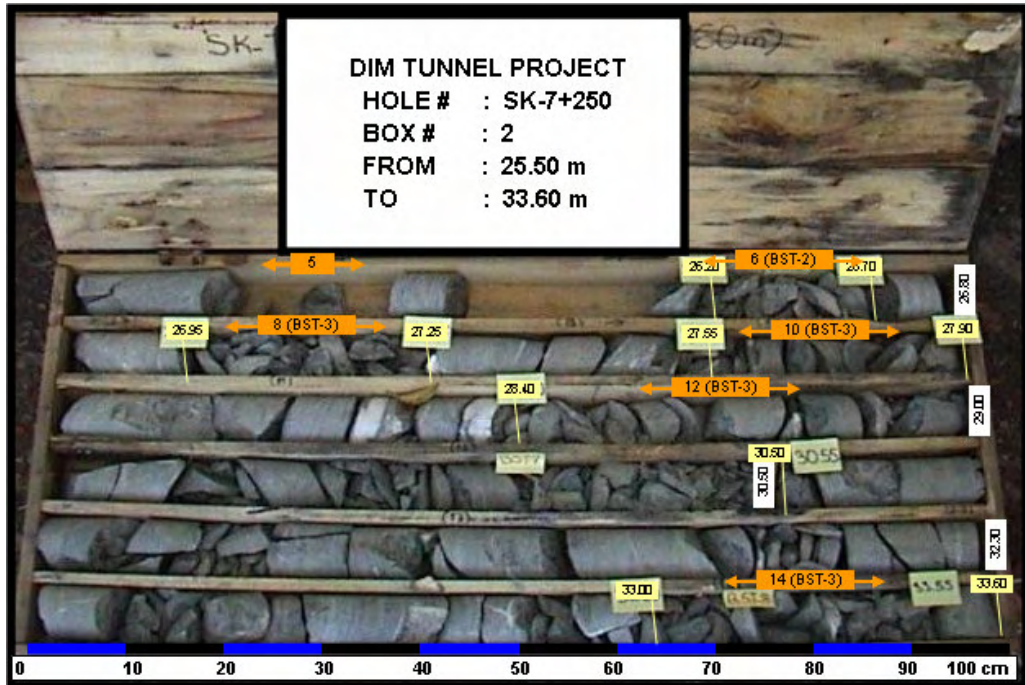 SK-
60m)
DIM TUNNEL PROJECT
HOLE # : SK-7+250
BOX # : 2
FROM : 25.50 m
TO : 33.60 m
5
6 (BST-2)
26.20
26.70
26.80
26.95
8 (BST-3)
27.25
27.55
10 (BST-3)
27.90
28.40
12 (BST-3)
29.00
30.50
30.55
30.50
32.30
14 (BST-3)
33.00
33.55
33.60
0 10 20 30 40 50 60 70 80 90 100 cm